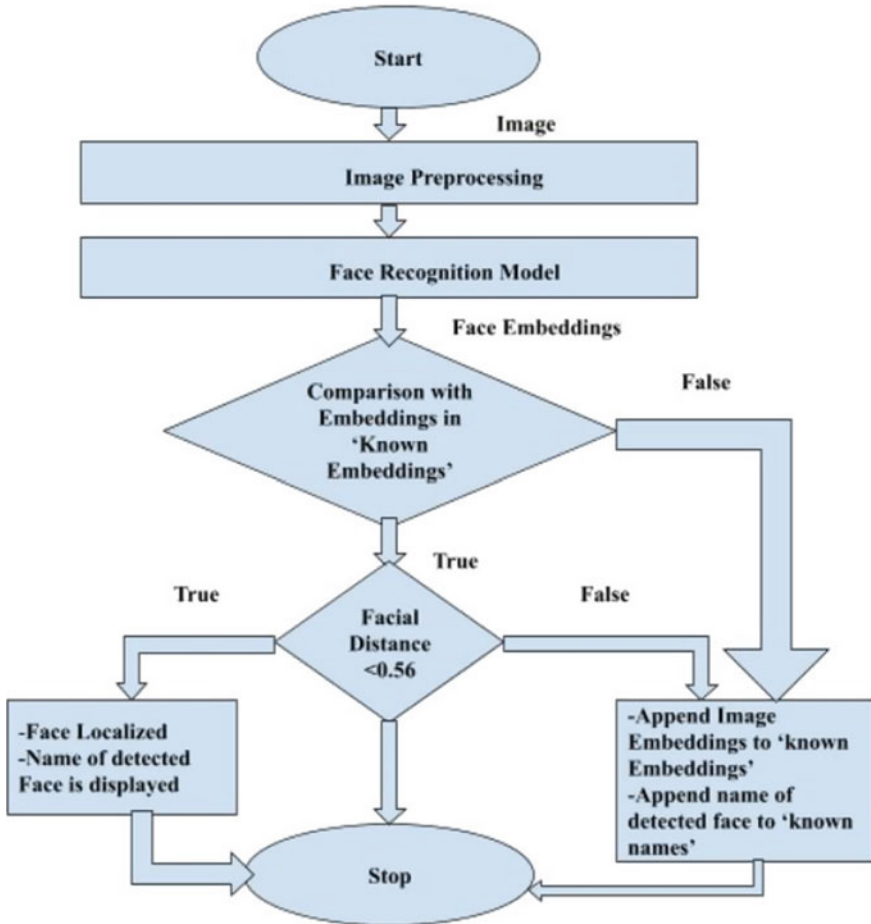 Start
Image
Image Preprocessing
Face Recognition Model
Face Embeddings
Comparison with
Embeddings in
‘Known
Embeddings’
False
True
True
False
Facial
Distance
<0.56
-Face Localized
-Name of detected
Face is displayed
-Append Image
Embeddings to ‘known
Embeddings’
-Append name of
detected face to ‘known
names’
Stop